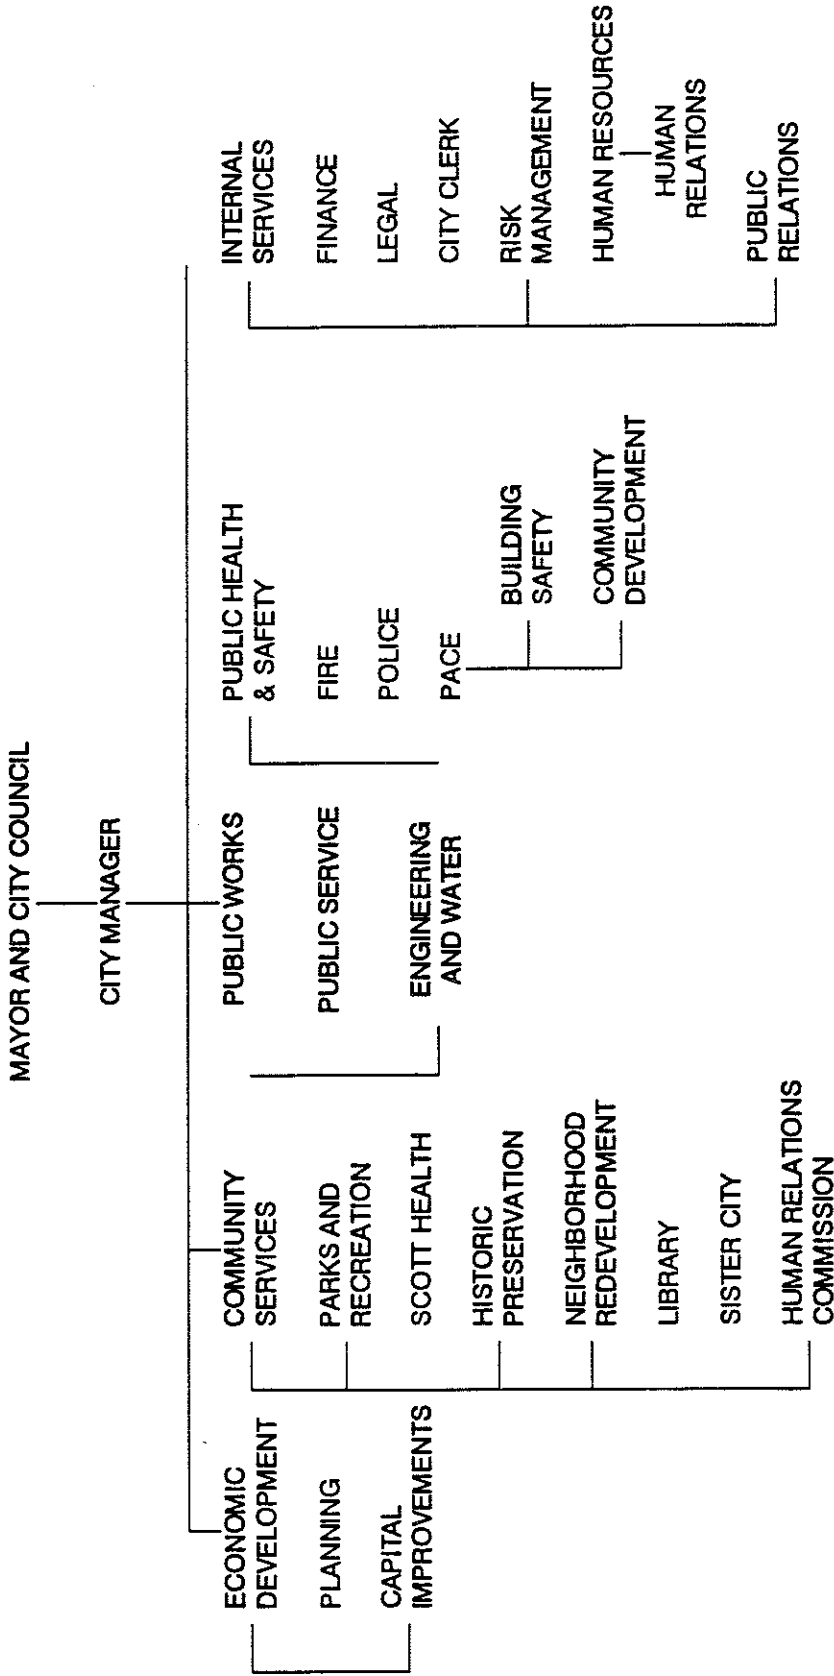 MAYOR AND CITY COUNCIL
CITY MANAGER
ECONOMIC
DEVELOPMENT
PLANNING
CAPITAL
IMPROVEMENTS
COMMUNITY
SERVICES
PARKS AND
RECREATION
SCOTT HEALTH
HISTORIC
PRESERVATION
NEIGHBORHOOD
REDEVELOPMENT
LIBRARY
SISTER CITY
HUMAN RELATIONS
COMMISSION
PUBLIC WORKS
PUBLIC SERVICE
ENGINEERING
AND WATER
PUBLIC HEALTH
& SAFETY
FIRE
POLICE
PACE
BUILDING
SAFETY
COMMUNITY
DEVELOPMENT
INTERNAL
SERVICES
FINANCE
LEGAL
CITY CLERK
RISK
MANAGEMENT
HUMAN RESOURCES
HUMAN
RELATIONS
PUBLIC
RELATIONS